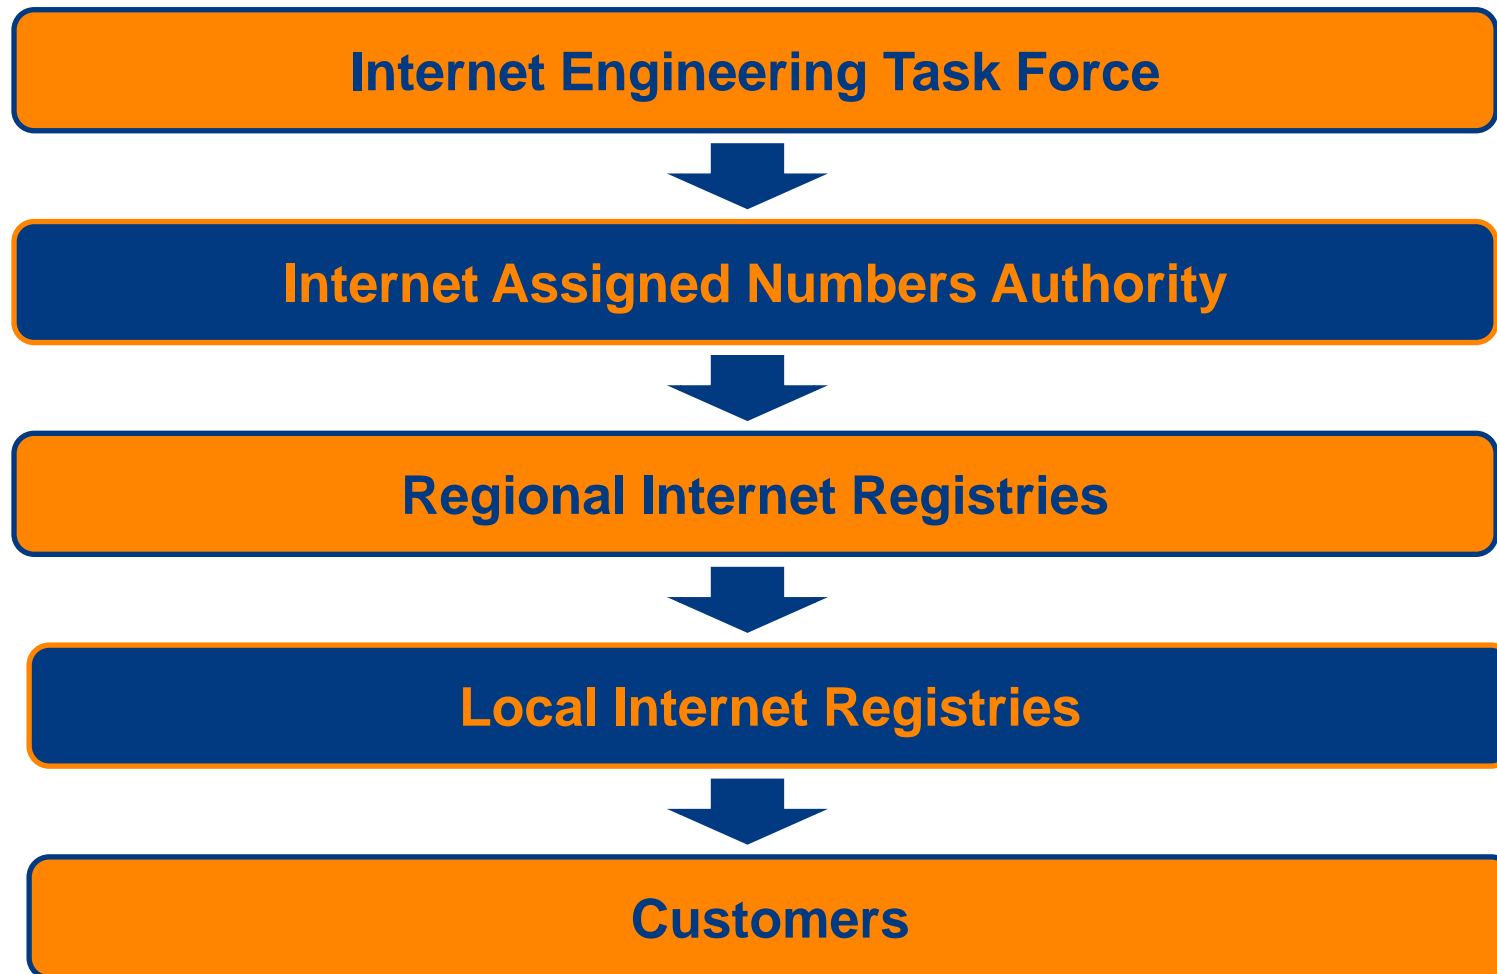 Internet Engineering Task Force
Internet Assigned Numbers Authority
Regional Internet Registries
Local Internet Registries
Customers